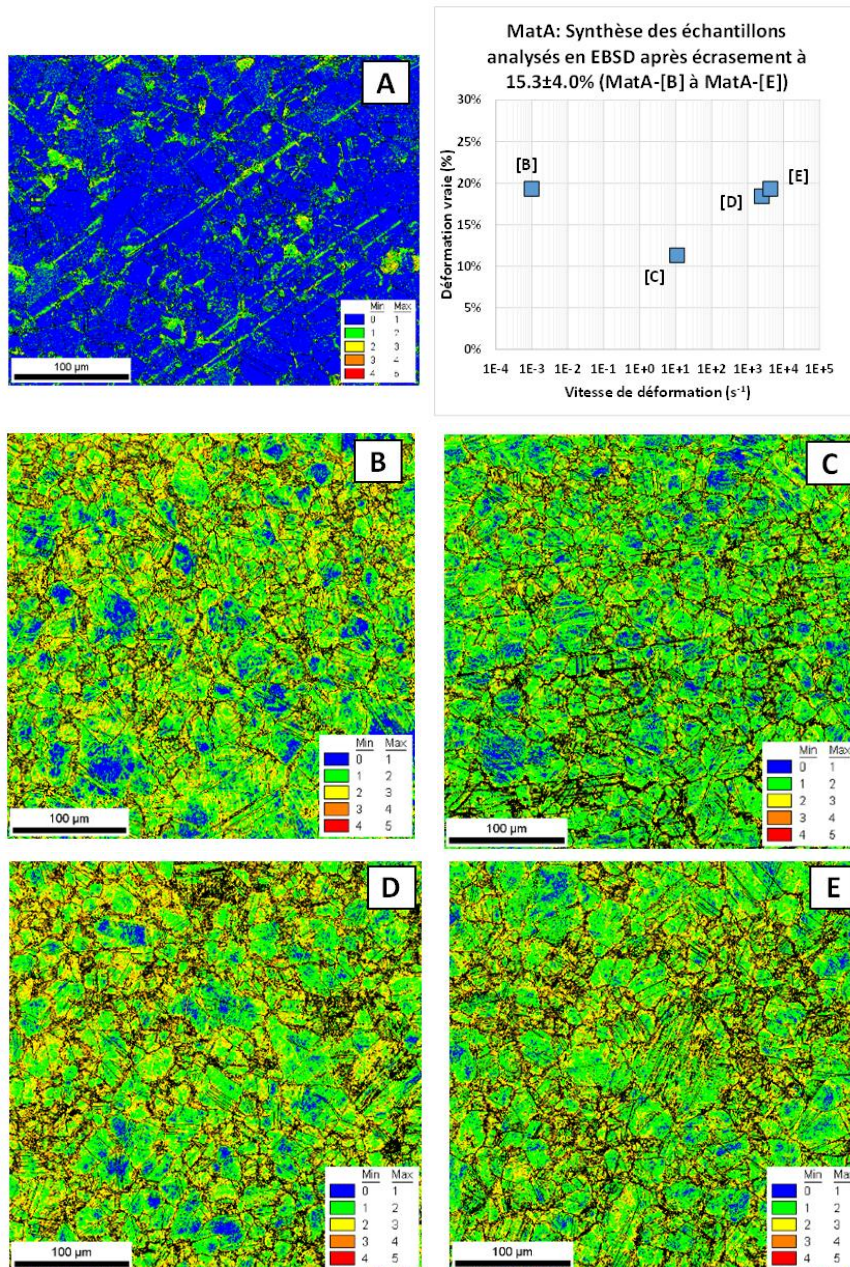 A
Min Max
0 1
1 2
2 3
3 4
4 5
100 µm
MatA: Synthèse des échantillons
analysés en EBSD après écrasement à
15.3±4.0% (MatA-[B] à MatA-[E])
Déformation vraie (%)
30%
25%
20%
15%
10%
5%
0%
[B]
[C]
[D]
[E]
1E-4 1E-3 1E-2 1E-1 1E+0 1E+1 1E+2 1E+3 1E+4 1E+5
Vitesse de déformation (s⁻¹)
B
Min Max
0 1
1 2
2 3
3 4
4 5
100 µm
C
Min Max
0 1
1 2
2 3
3 4
4 5
100 µm
D
Min Max
0 1
1 2
2 3
3 4
4 5
100 µm
E
Min Max
0 1
1 2
2 3
3 4
4 5
100 µm